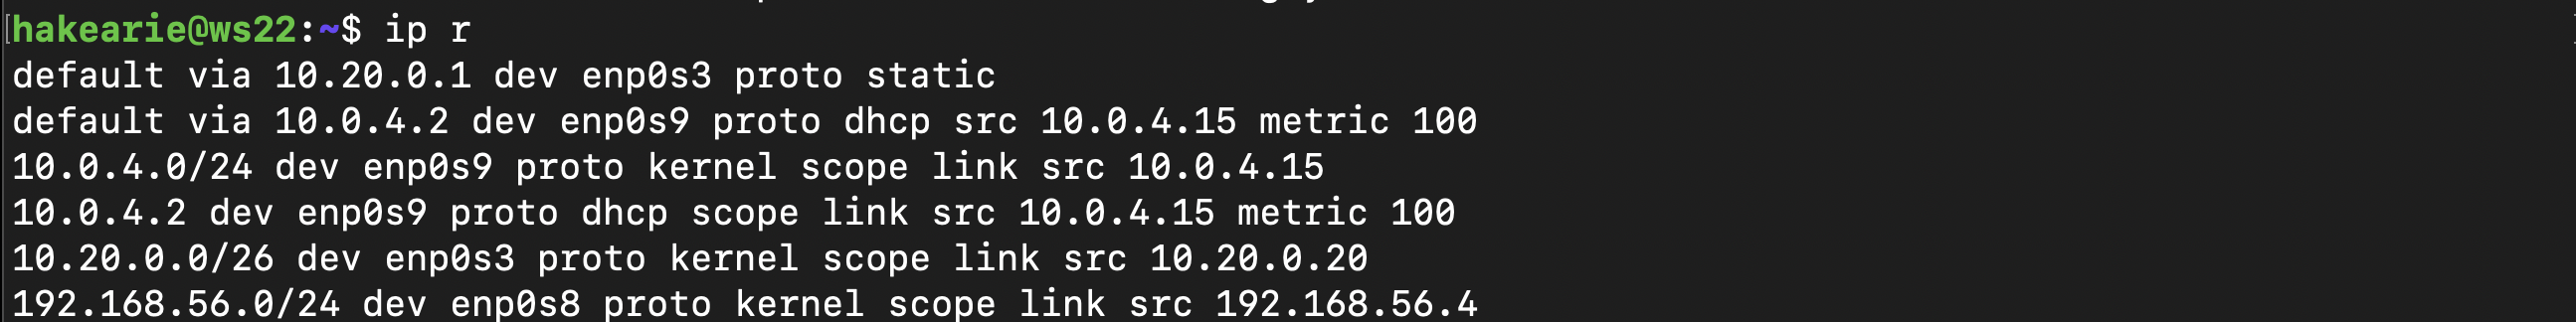 hakearie@ws22:~$ ip r
default via 10.20.0.1 dev enp0s3 proto static
default via 10.0.4.2 dev enp0s9 proto dhcp src 10.0.4.15 metric 100
10.0.4.0/24 dev enp0s9 proto kernel scope link src 10.0.4.15
10.0.4.2 dev enp0s9 proto dhcp scope link src 10.0.4.15 metric 100
10.20.0.0/26 dev enp0s3 proto kernel scope link src 10.20.0.20
192.168.56.0/24 dev enp0s8 proto kernel scope link src 192.168.56.4